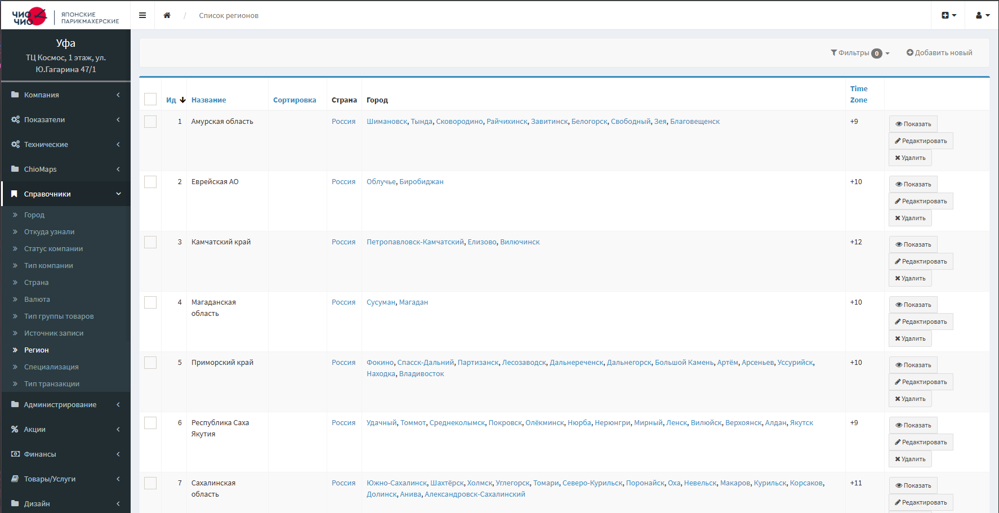 ЧИО ЧИО
ЯПОНСКИЕ ПАРИКМАХЕРСКИЕ
/ Список регионов
Уфа
ТЦ Космос, 1 этаж, ул.
Ю.Гагарина 47/1
Компания
Показатели
Технические
ChioMaps
Справочники
Город
Откуда узнали
Статус компании
Тип компании
Страна
Валюта
Тип группы товаров
Источник записи
Регион
Специализация
Тип транзакции
Администрирование
Акции
Финансы
Товары/Услуги
Дизайн
Фильтры 0 Добавить новый
Ид Название Сортировка Страна Город Time Zone
1 Амурская область Россия Шимановск, Тында, Сковородино, Райчихинск, Завитинск, Белогорск, Свободный, Зея, Благовещенск +9
Показать
Редактировать
Удалить
2 Еврейская АО Россия Облучье, Биробиджан +10
Показать
Редактировать
Удалить
3 Камчатский край Россия Петропавловск-Камчатский, Елизово, Вилючинск +12
Показать
Редактировать
Удалить
4 Магаданская область Россия Сусуман, Магадан +10
Показать
Редактировать
Удалить
5 Приморский край Россия Фокино, Спасск-Дальний, Партизанск, Лесозаводск, Дальнереченск, Дальнегорск, Большой Камень, Артём, Арсеньев, Уссурийск,
Находка, Владивосток +10
Показать
Редактировать
Удалить
6 Республика Саха Якутия Россия Удачный, Томмот, Среднеколымск, Покровск, Олёкминск, Нюрба, Нерюнгри, Мирный, Ленск, Вилюйск, Верхоянск, Алдан, Якутск +9
Показать
Редактировать
Удалить
7 Сахалинская область Россия Южно-Сахалинск, Шахтёрск, Холмск, Углегорск, Томари, Северо-Курильск, Поронайск, Оха, Невельск, Макаров, Курильск, Корсаков,
Долинск, Анива, Александровск-Сахалинский +11
Показать
Редактировать